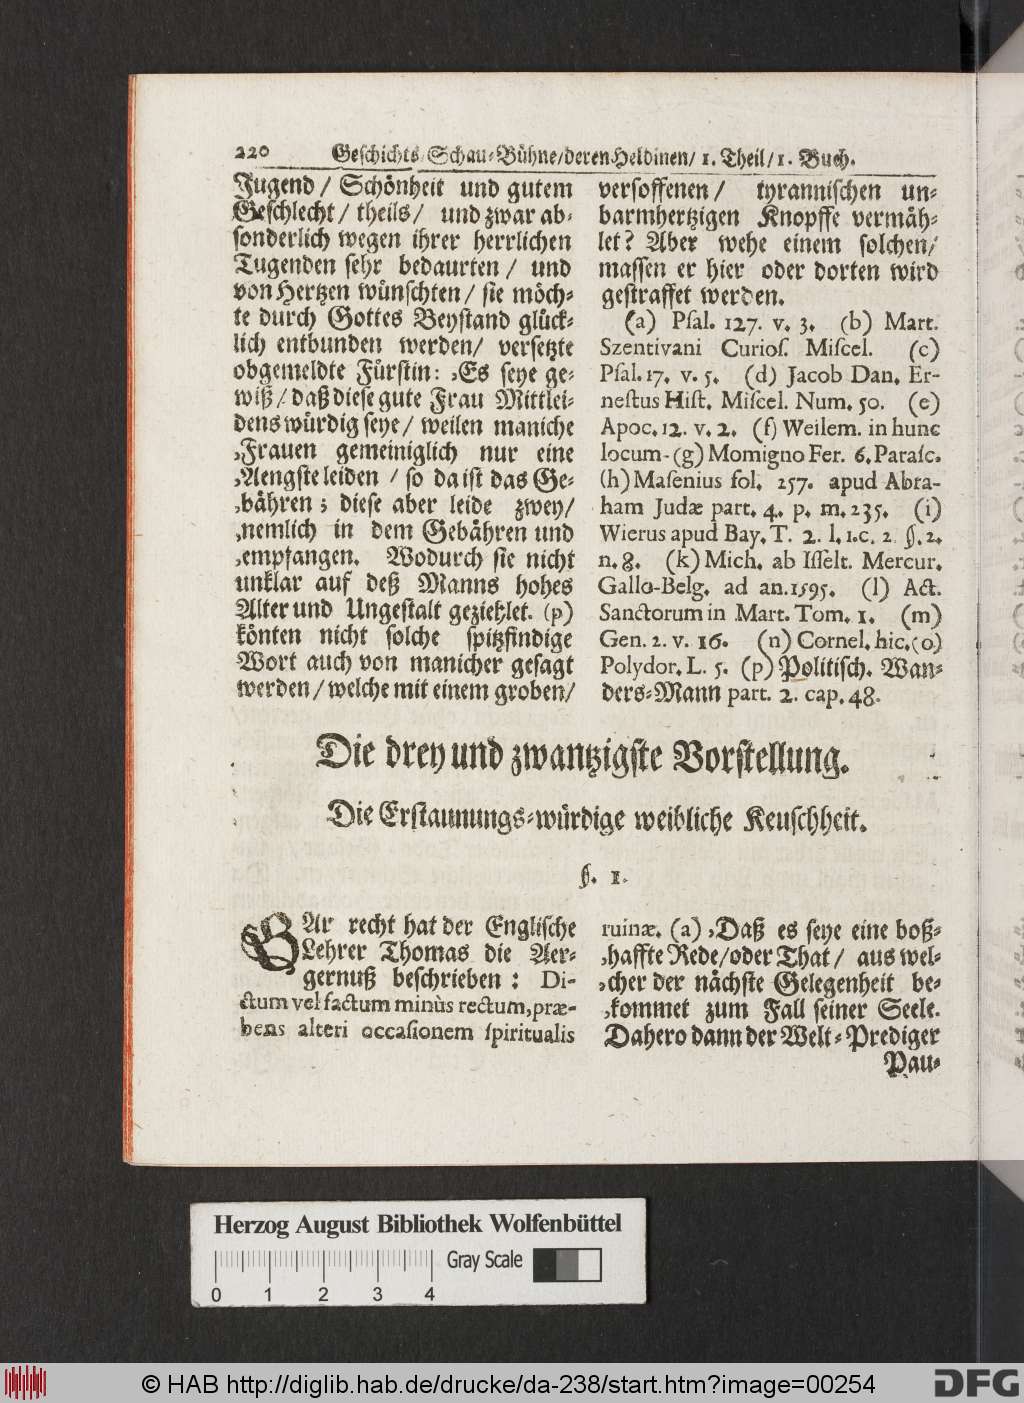 220 Geschichts-Schau-Bühne/deren Heldinen/ 1. Theil/1. Buch.
Jugend / Schönheit und gutem
Geschlecht / theils / und zwar ab-
sonderlich wegen ihrer herrlichen
Tugenden sehr bedaurten / und
von Hertzen wünschten / sie möch-
te durch Gottes Beystand glück-
lich entbunden werden/ versetzte
obgemeldte Fürstin: ,Es seye ge-
wiß / daß diese gute Frau Mittlei-
dens würdig seye / weilen maniche
,Frauen gemeiniglich nur eine
,Aengste leiden / so da ist das Ge-
,bähren; diese aber leide zwey/
,nemlich in dem Gebähren und
,empfangen. Wodurch sie nicht
unklar auf deß Manns hohes
Alter und Ungestalt geziehlet. (p)
könten nicht solche spitzfindige
Wort auch von manicher gesagt
werden / welche mit einem groben/
versoffenen / tyrannischen un-
barmhertzigen Knopffe vermäh-
let? Aber wehe einem solchen/
massen er hier oder dorten wird
gestraffet werden.
(a) Psal. 127. v. 3. (b) Mart.
Szentivani Curios. Miscel. (c)
Psal. 17. v. 5. (d) Jacob Dan. Er-
nestus Hist. Miscel. Num. 50. (e)
Apoc. 12. v. 2. (f) Weilem. in hunc
locum. (g) Momigno Fer. 6. Parasc.
(h) Masenius fol. 257. apud Abra-
ham Judæ part. 4. p. m. 235. (i)
Wierus apud Bay. T. 2. l. 1. c. 2 §. 2.
n. 8. (k) Mich. ab Isselt. Mercur.
Gallo-Belg. ad an. 1595. (l) Act.
Sanctorum in Mart. Tom. 1. (m)
Gen. 2. v. 16. (n) Cornel. hic. (o)
Polydor. L. 5. (p) Politisch. Wan-
ders-Mann part. 2. cap. 48.
Die drey und zwantzigste Vorstellung.
Die Erstaunungs-würdige weibliche Keuschheit.
§. 1.
GAr recht hat der Englische
Lehrer Thomas die Aer-
gernuß beschrieben: Di-
ctum vel factum minùs rectum, præ-
bens alteri occasionem spiritualis
ruinæ. (a) ,Daß es seye eine boß-
,haffte Rede/oder That/ aus wel-
,cher der nächste Gelegenheit be-
,kommet zum Fall seiner Seele.
Dahero dann der Welt-Prediger
Pau-
Herzog August Bibliothek Wolfenbüttel
Gray Scale
0 1 2 3 4
© HAB http://diglib.hab.de/drucke/da-238/start.htm?image=00254
DFG